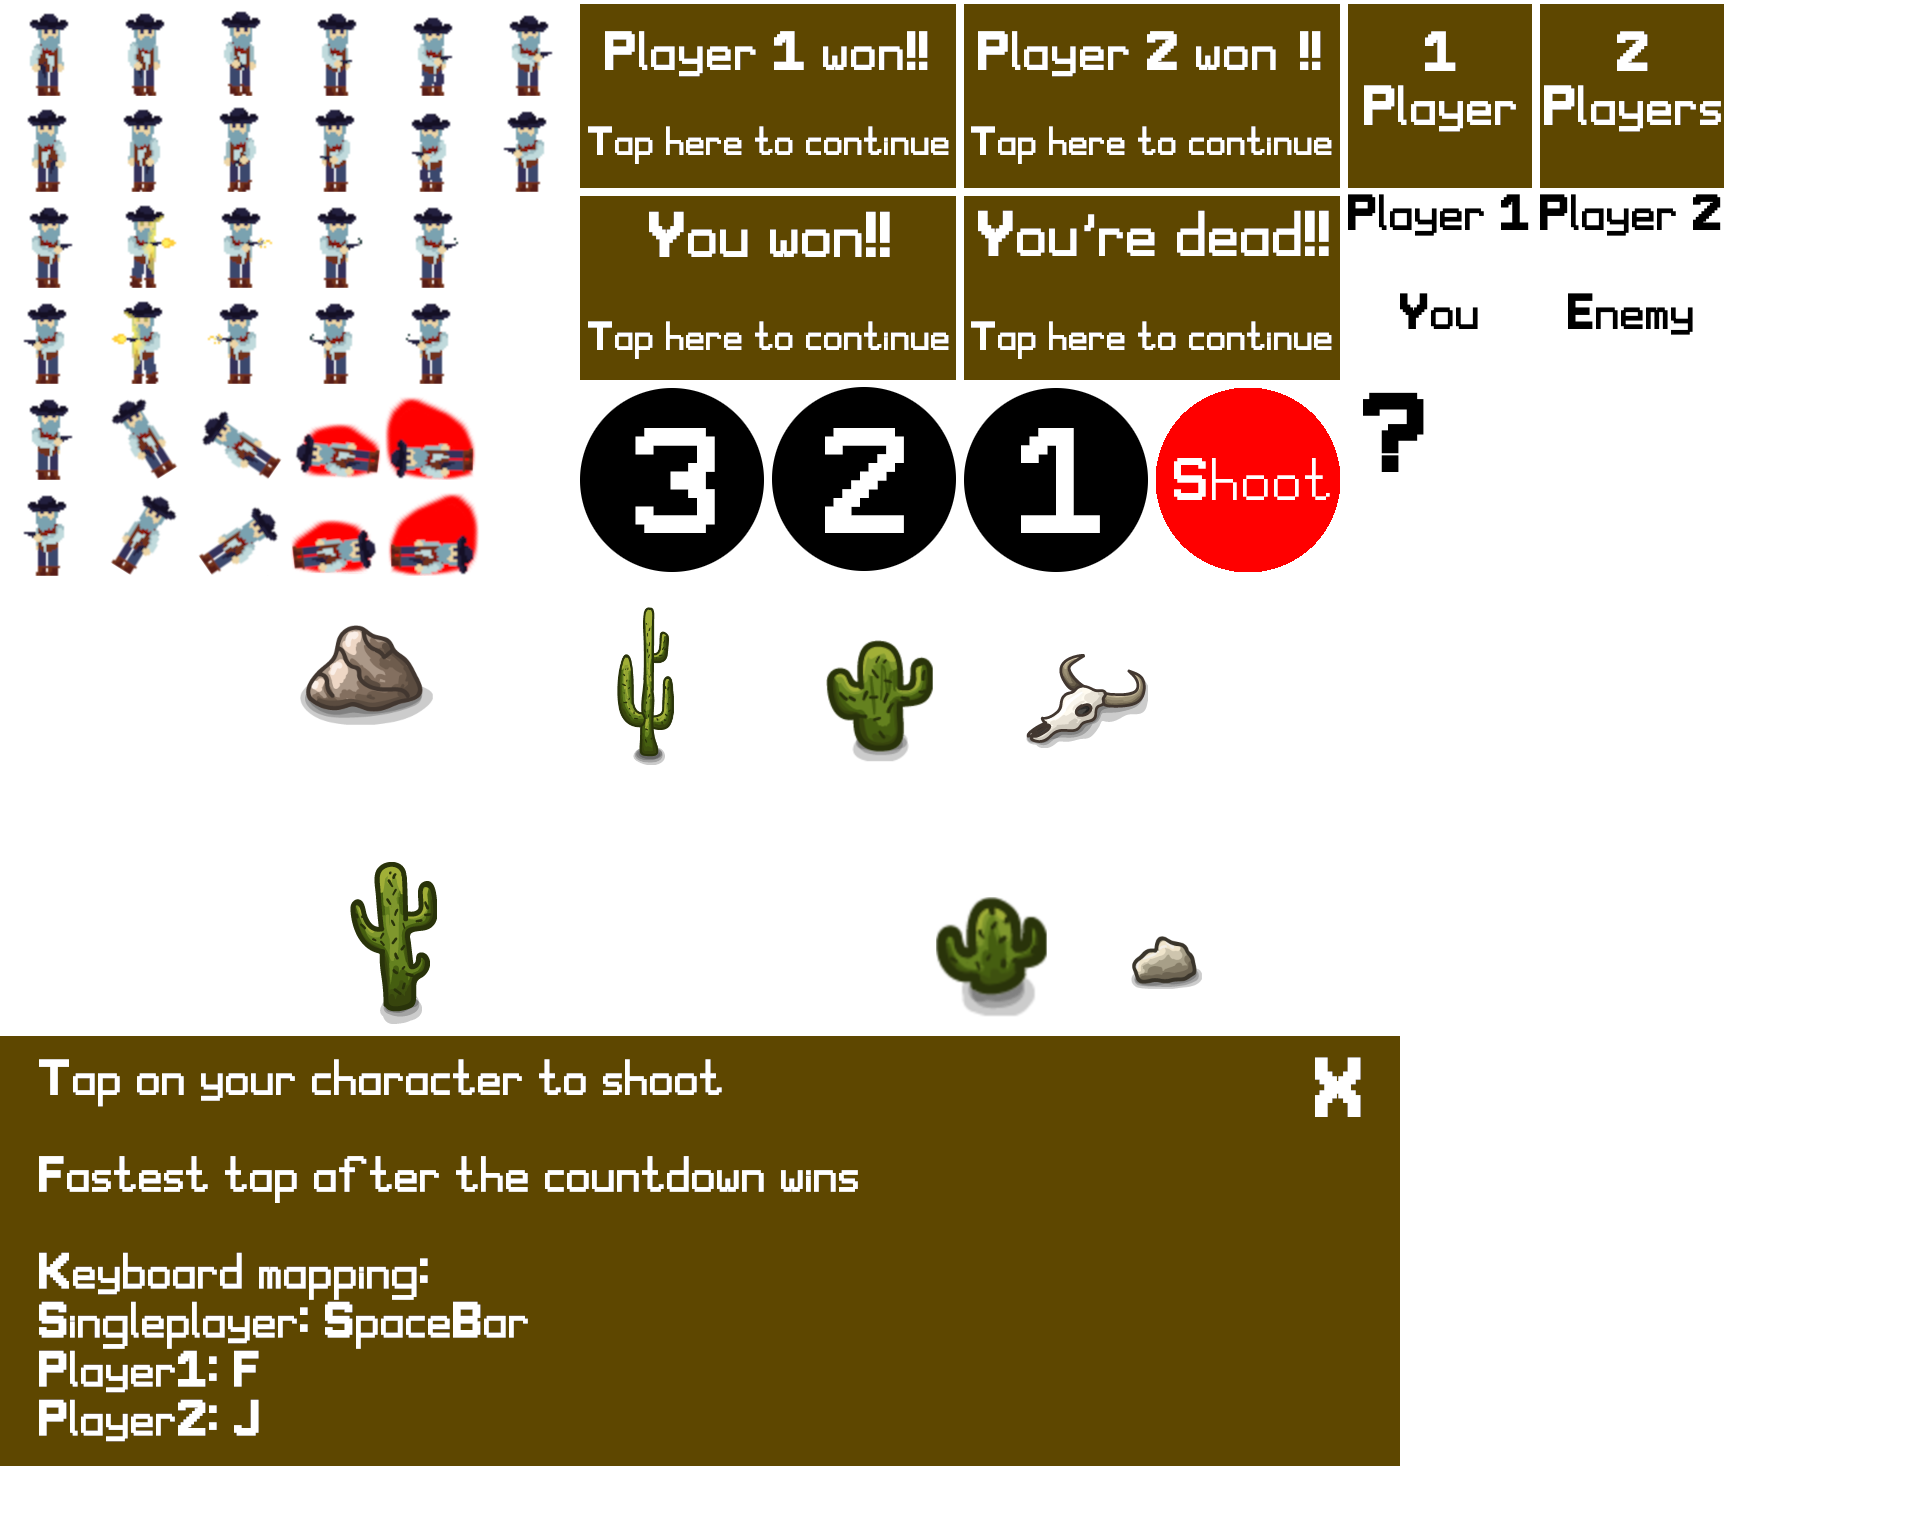 Player 1 won!!
Tap here to continue
Player 2 won !!
Tap here to continue
1
Player
2
Players
You won!!
Tap here to continue
You're dead!!
Tap here to continue
Player 1
Player 2
You
Enemy
3
2
1
Shoot
?
Tap on your character to shoot
X
Fastest tap after the countdown wins
Keyboard mapping:
Singleplayer: SpaceBar
Player1: F
Player2: J